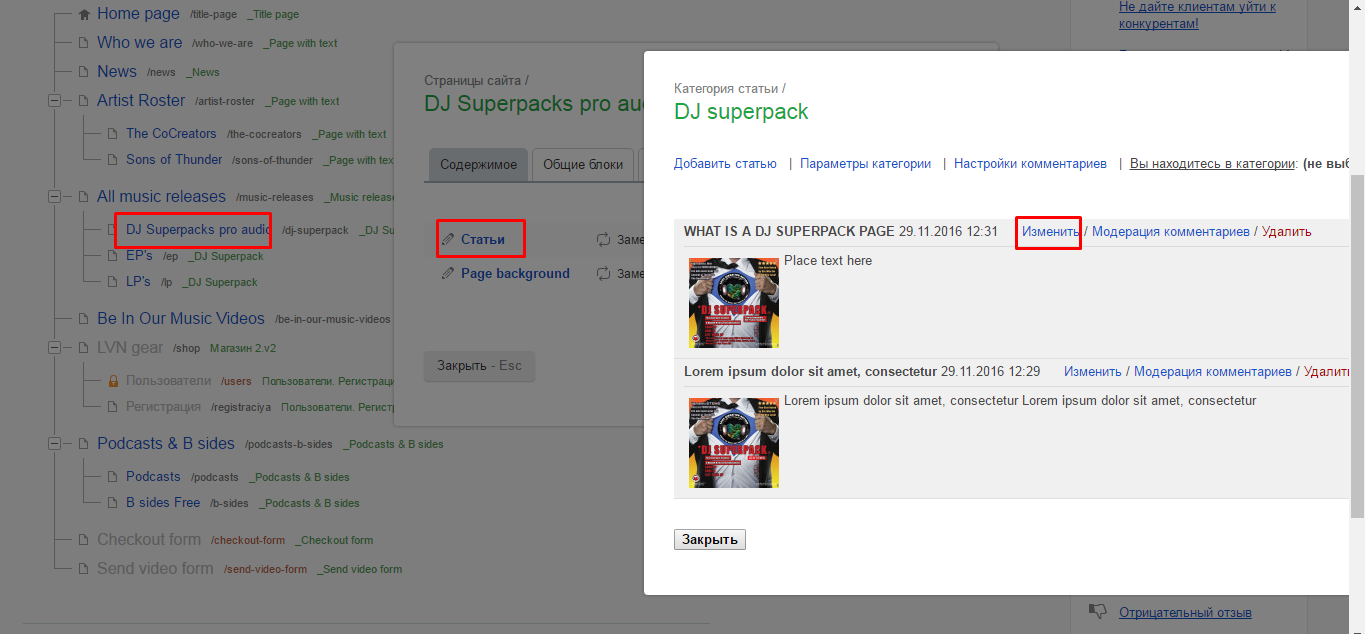 Home page /title-page _Title page
Who we are /who-we-are _Page with text
News /news _News
Artist Roster /artist-roster _Page with text
The CoCreators /the-cocreators _Page with text
Sons of Thunder /sons-of-thunder _Page with tex
All music releases /music-releases _Music release
DJ Superpacks pro audio /dj-superpack _DJ Su
EP's /ep _DJ Superpack
LP's /lp _DJ Superpack
Be In Our Music Videos /be-in-our-music-videos
LVN gear /shop Магазин 2.v2
Пользователи /users Пользователи. Регистраци
Регистрация /registraciya Пользователи. Регист
Podcasts & B sides /podcasts-b-sides _Podcasts & B sides
Podcasts /podcasts _Podcasts & B sides
B sides Free /b-sides _Podcasts & B sides
Checkout form /checkout-form _Checkout form
Send video form /send-video-form _Send video form
Страницы сайта /
DJ Superpacks pro au
Содержимое Общие блоки
Статьи Заме
Page background Заме
Закрыть - Esc
Не дайте клиентам уйти к
конкурентам!
Категория статьи /
DJ superpack
Добавить статью | Параметры категории | Настройки комментариев | Вы находитесь в категории: (не выб
WHAT IS A DJ SUPERPACK PAGE 29.11.2016 12:31 Изменить / Модерация комментариев / Удалить
DJ SUPERPACK
Place text here
Lorem ipsum dolor sit amet, consectetur 29.11.2016 12:29 Изменить / Модерация комментариев / Удалить
DJ SUPERPACK
Lorem ipsum dolor sit amet, consectetur Lorem ipsum dolor sit amet, consectetur
Закрыть
Отрицательный отзыв